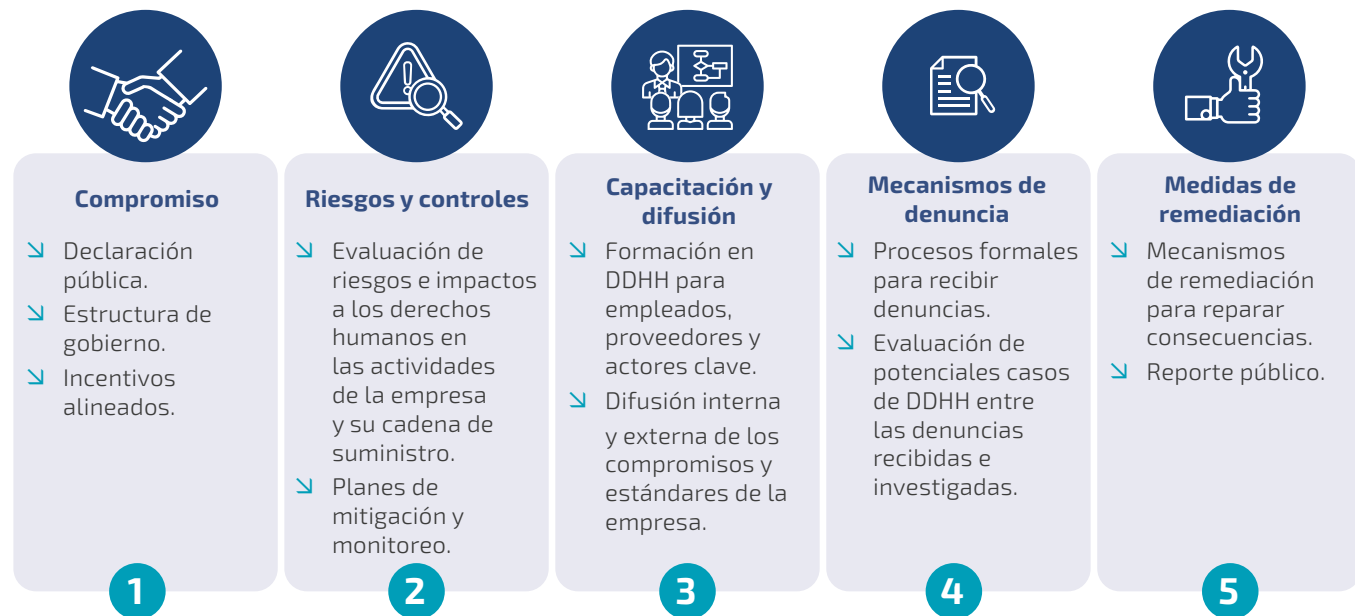 Compromiso
Declaración
pública.
Estructura de
gobierno.
Incentivos
alineados.
1
Riesgos y controles
Evaluación de
riesgos e impactos
a los derechos
humanos en
las actividades
de la empresa
y su cadena de
suministro.
Planes de
mitigación y
monitoreo.
2
Capacitación y
difusión
Formación en
DDHH para
empleados,
proveedores y
actores clave.
Difusión interna
y externa de los
compromisos y
estándares de la
empresa.
3
Mecanismos de
denuncia
Procesos formales
para recibir
denuncias.
Evaluación de
potenciales casos
de DDHH entre
las denuncias
recibidas e
investigadas.
4
Medidas de
remediación
Mecanismos
de remediación
para reparar
consecuencias.
Reporte público.
5